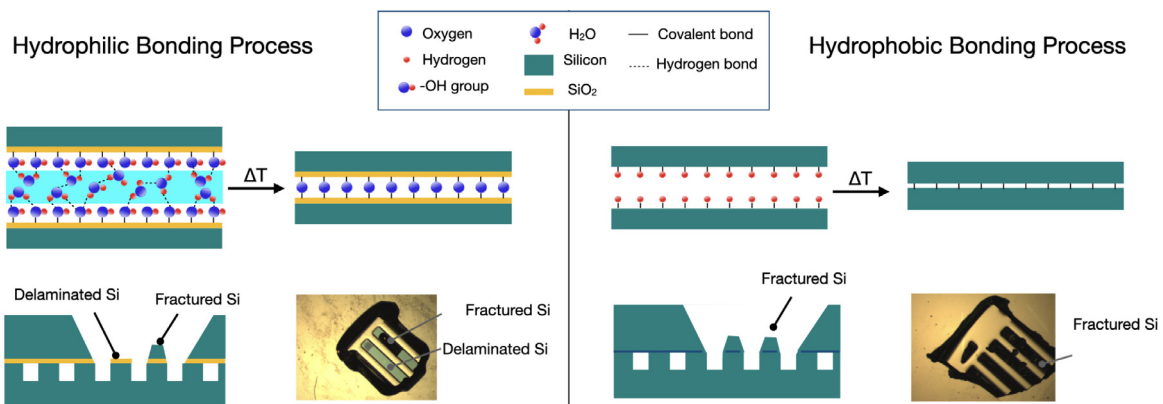 Hydrophilic Bonding Process
Oxygen
Hydrogen
-OH group
H₂O
Silicon
SiO₂
Covalent bond
Hydrogen bond
Hydrophobic Bonding Process
ΔT
ΔT
Delaminated Si
Fractured Si
Fractured Si
Delaminated Si
Fractured Si
Fractured Si